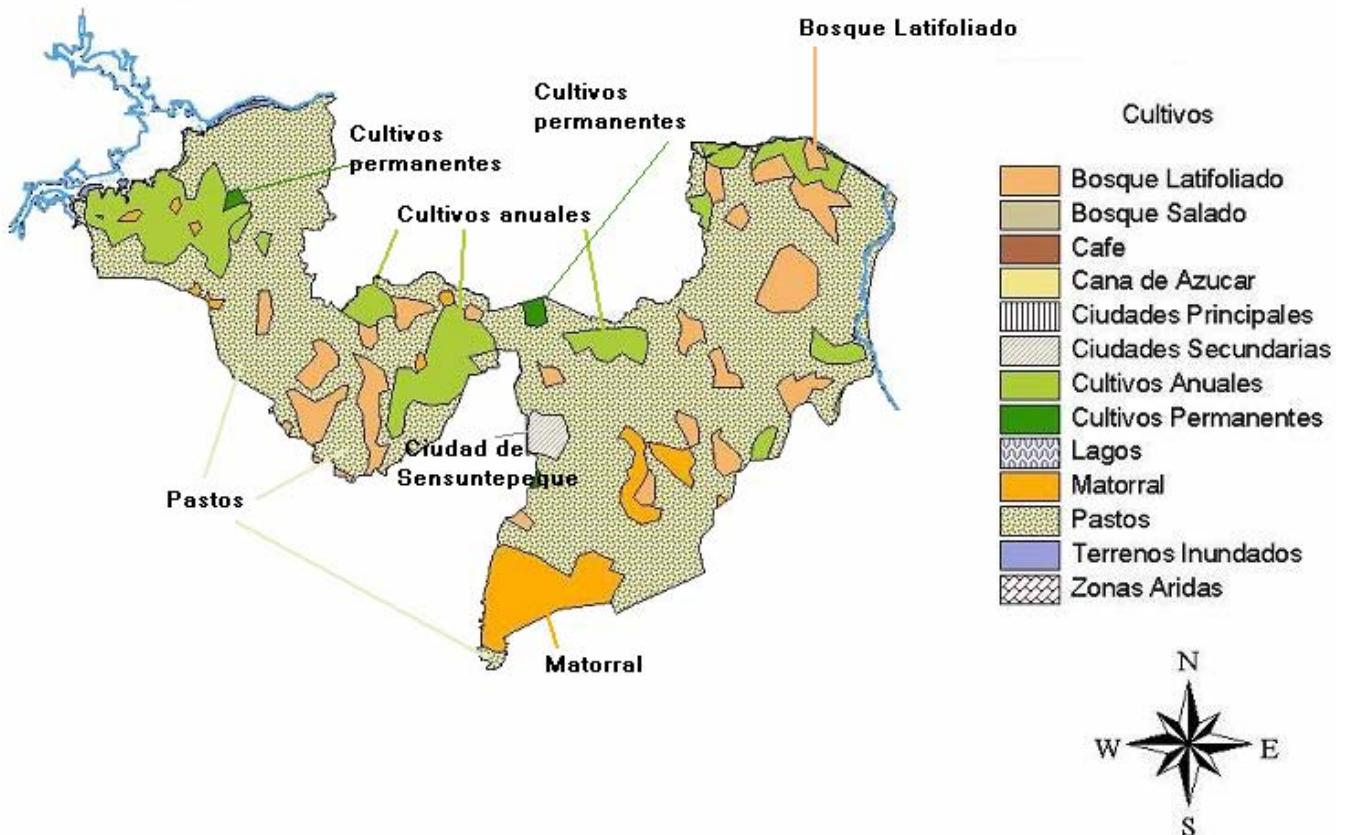 Bosque Latifoliado
Cultivos
permanentes
Cultivos
permanentes
Cultivos anuales
Ciudad de
Sensuntepeque
Pastos
Matorral
Cultivos
Bosque Latifoliado
Bosque Salado
Cafe
Cana de Azucar
Ciudades Principales
Ciudades Secundarias
Cultivos Anuales
Cultivos Permanentes
Lagos
Matorral
Pastos
Terrenos Inundados
Zonas Aridas
N
W E
S